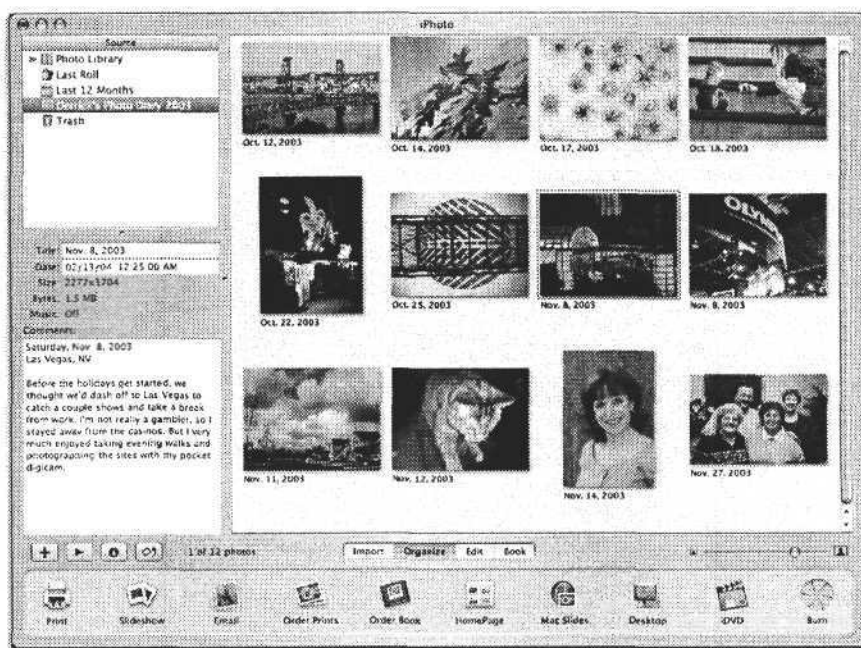 iPhoto
Source
Photo Library
Last Roll
Last 12 Months
Derrick's Photo Diary 2003
Trash
Title: Nov. 8, 2003
Date: 02/13/04 12:25:00 AM
Size: 2272x1704
Bytes: 1.5 MB
Music: Off
Comments:
Saturday, Nov. 8, 2003
Las Vegas, NV
Before the holidays get started, we
thought we'd dash off to Las Vegas to
catch a couple shows and take a break
from work. I'm not really a gambler, so I
stayed away from the casinos. But I very
much enjoyed taking evening walks and
photographing the sites with my pocket
digicam.
Oct. 12, 2003
Oct. 14, 2003
Oct. 17, 2003
Oct. 18, 2003
OLYMP
Oct. 22, 2003
Oct. 25, 2003
Nov. 8, 2003
Nov. 8, 2003
Nov. 11, 2003
Nov. 12, 2003
Nov. 14, 2003
Nov. 27, 2003
1 of 12 photos
Import Organize Edit Book
Print Slideshow Email Order Prints Order Book HomePage Mac Slides Desktop iDVD Burn